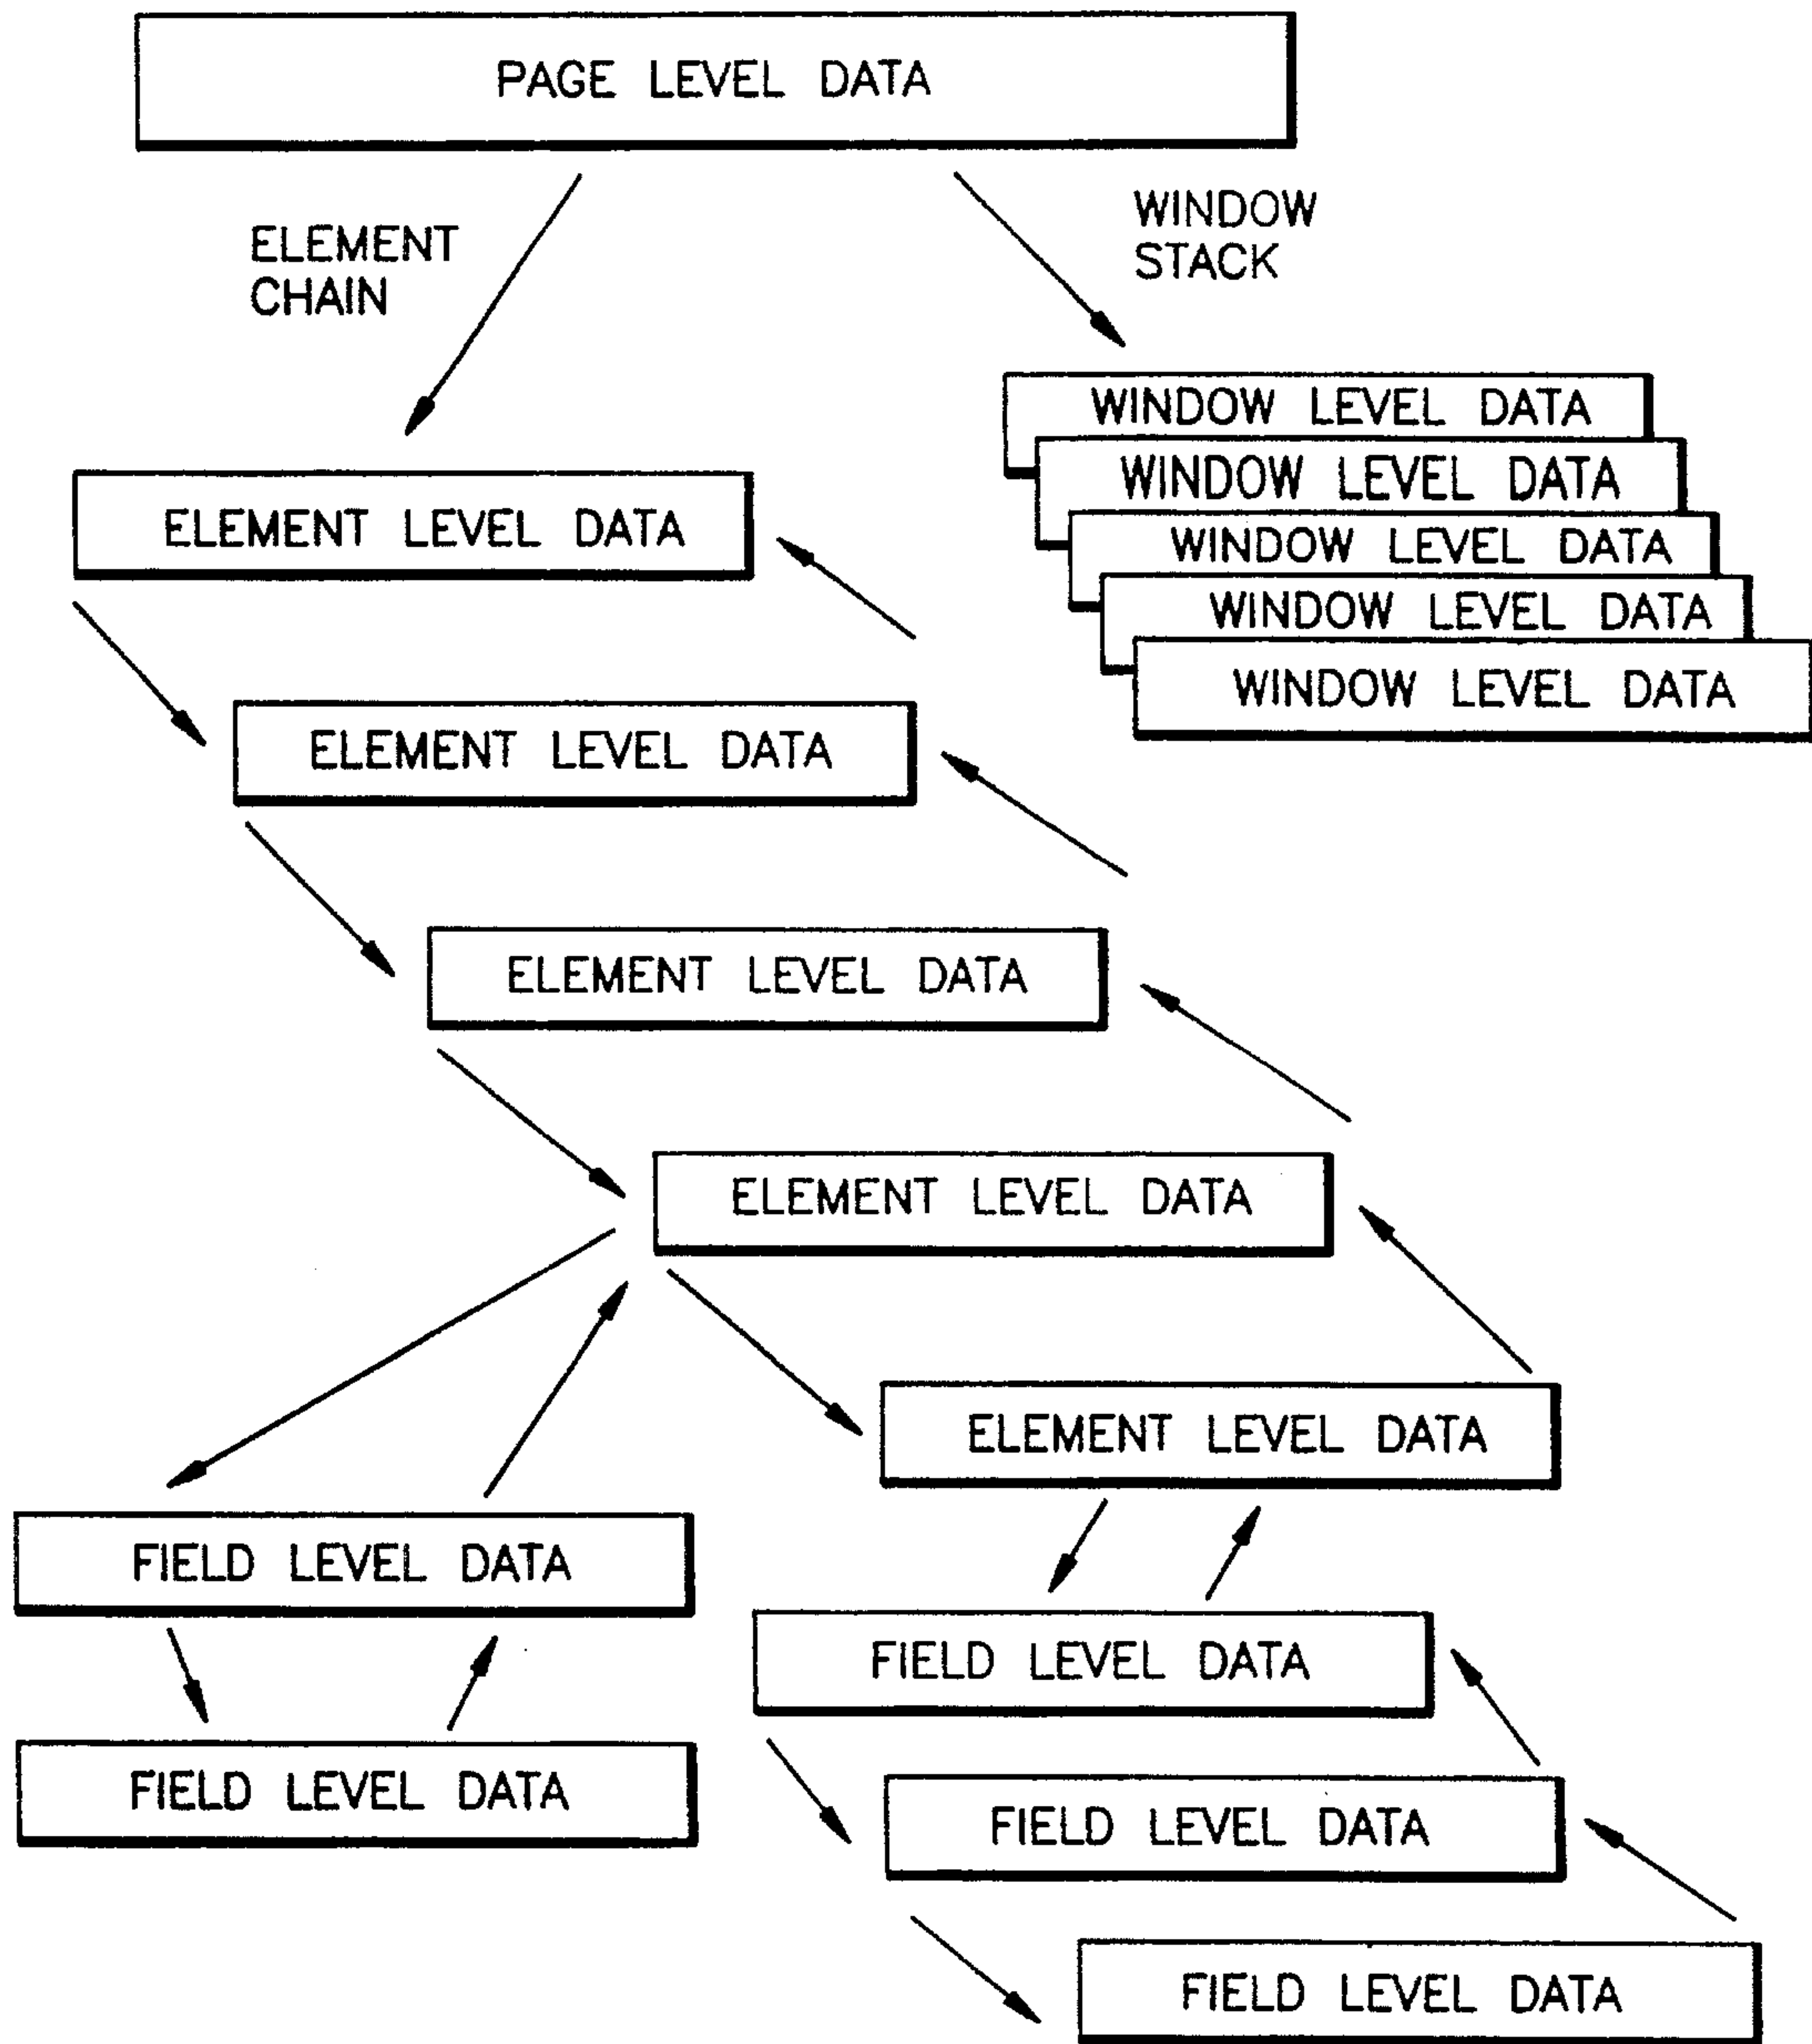 PAGE LEVEL DATA
ELEMENT
CHAIN
WINDOW
STACK
WINDOW LEVEL DATA
WINDOW LEVEL DATA
WINDOW LEVEL DATA
WINDOW LEVEL DATA
WINDOW LEVEL DATA
ELEMENT LEVEL DATA
ELEMENT LEVEL DATA
ELEMENT LEVEL DATA
ELEMENT LEVEL DATA
ELEMENT LEVEL DATA
FIELD LEVEL DATA
FIELD LEVEL DATA
FIELD LEVEL DATA
FIELD LEVEL DATA
FIELD LEVEL DATA